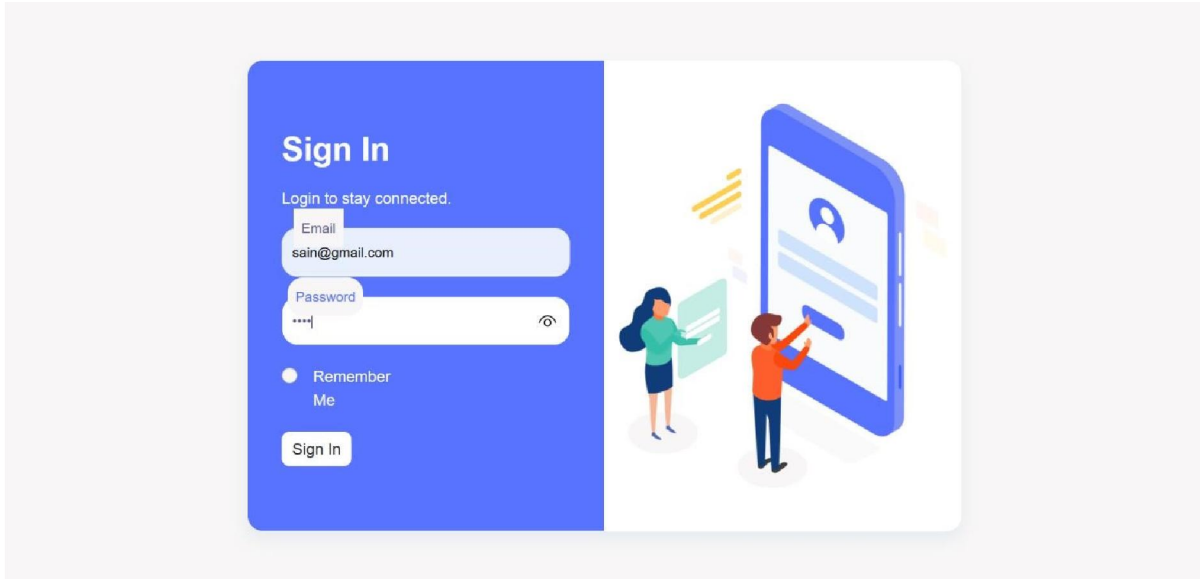 Sign In
Login to stay connected.
Email
sain@gmail.com
Password
••••
Remember
Me
Sign In